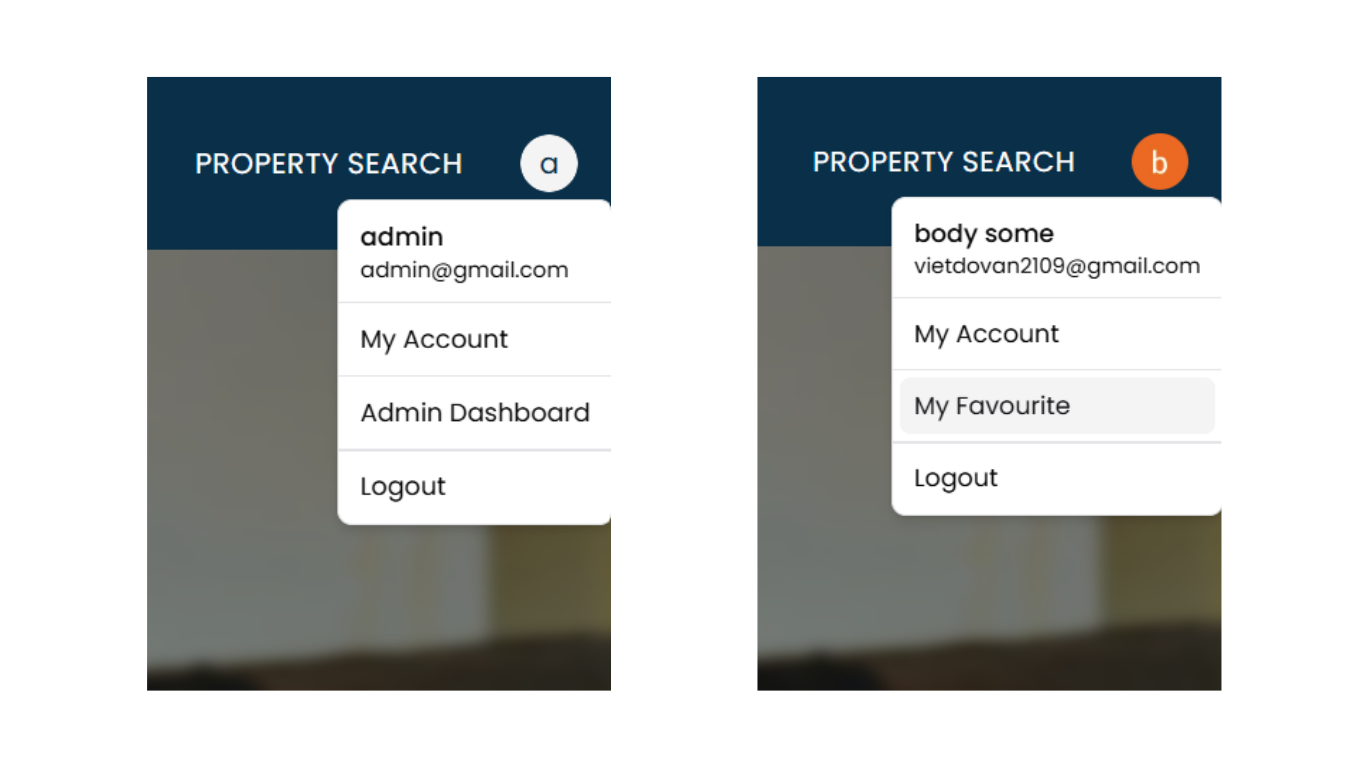 PROPERTY SEARCH
a
admin
admin@gmail.com
My Account
Admin Dashboard
Logout
PROPERTY SEARCH
b
body some
vietdovan2109@gmail.com
My Account
My Favourite
Logout